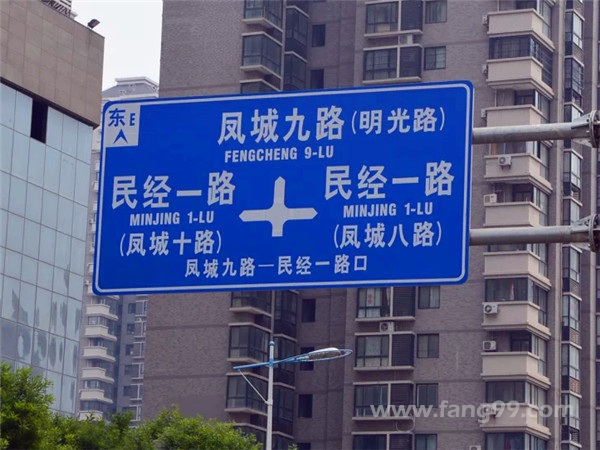 东 E
凤城九路(明光路)
FENGCHENG 9-LU
民经一路
MINJING 1-LU
(凤城十路)
民经一路
MINJING 1-LU
(凤城八路)
凤城九路—民经一路口
www.fang99.com